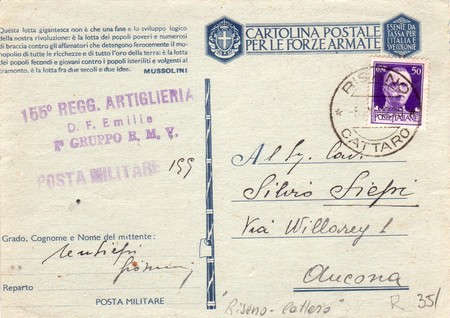 Questa lotta gigantesca non è che una fase e lo sviluppo logico
della nostra rivoluzione: è la lotta dei popoli poveri e numerosi
di braccia contro gli affamatori che detengono ferocemente il mo-
nopolio di tutte le ricchezze e di tutto l'oro della terra: è la lotta
dei popoli fecondi e giovani contro i popoli isteriliti e volgenti al
tramonto, è la lotta fra due secoli e due idee.
MUSSOLINI
CARTOLINA POSTALE
PER LE FORZE ARMATE
ESENTE DA
TASSA PER
L'ITALIA E
SVE COLONIE
155° REGG. ARTIGLIERIA
D. F. Emilia
GRUPPO R. M. V.
POSTA MILITARE 155
RISANO
CATTARO
50
POSTE ITALIANE
Al Sig. Cav.
Silvio Siepi
Via 1
Ancona
Grado, Cognome e Nome del mittente:
Siepi
Reparto
POSTA MILITARE
"Riseno-Cattero"
R 35/